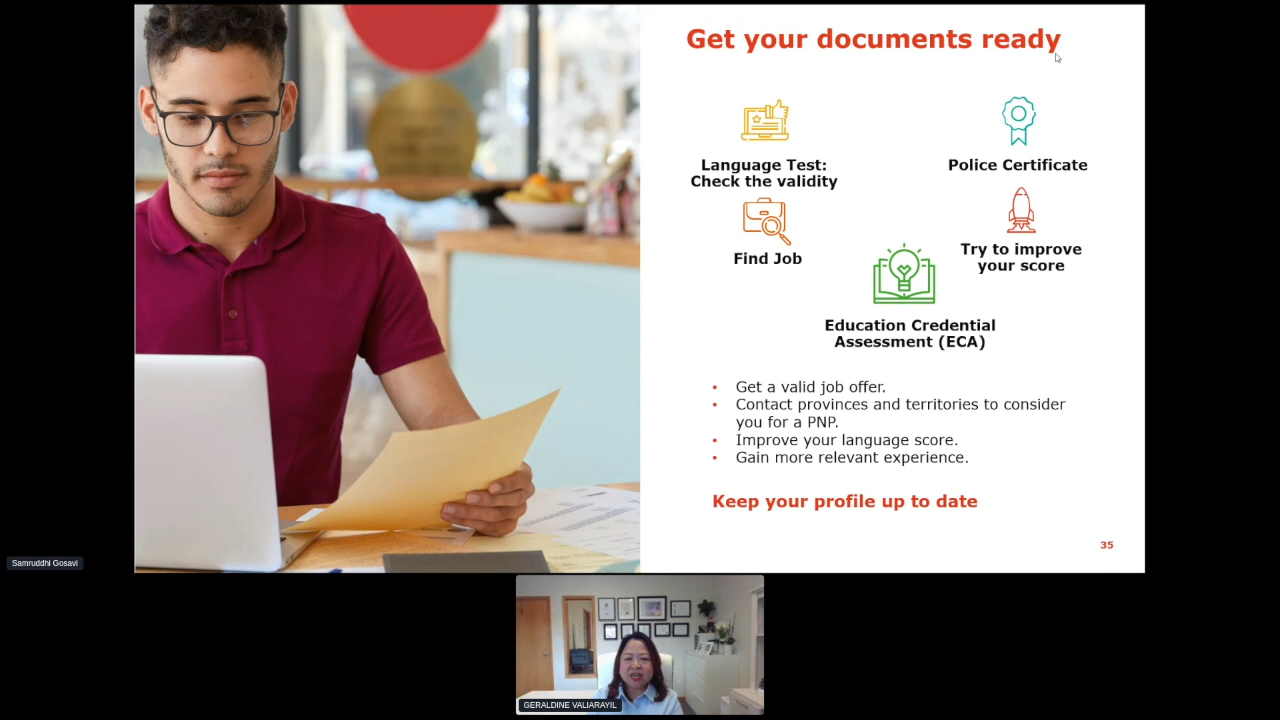 Get your documents ready
Language Test:
Check the validity
Police Certificate
Find Job
Try to improve
your score
Education Credential
Assessment (ECA)
• Get a valid job offer.
• Contact provinces and territories to consider
you for a PNP.
• Improve your language score.
• Gain more relevant experience.
Keep your profile up to date
35
Samruddhi Gosavi
GERALDINE VALIARAYIL